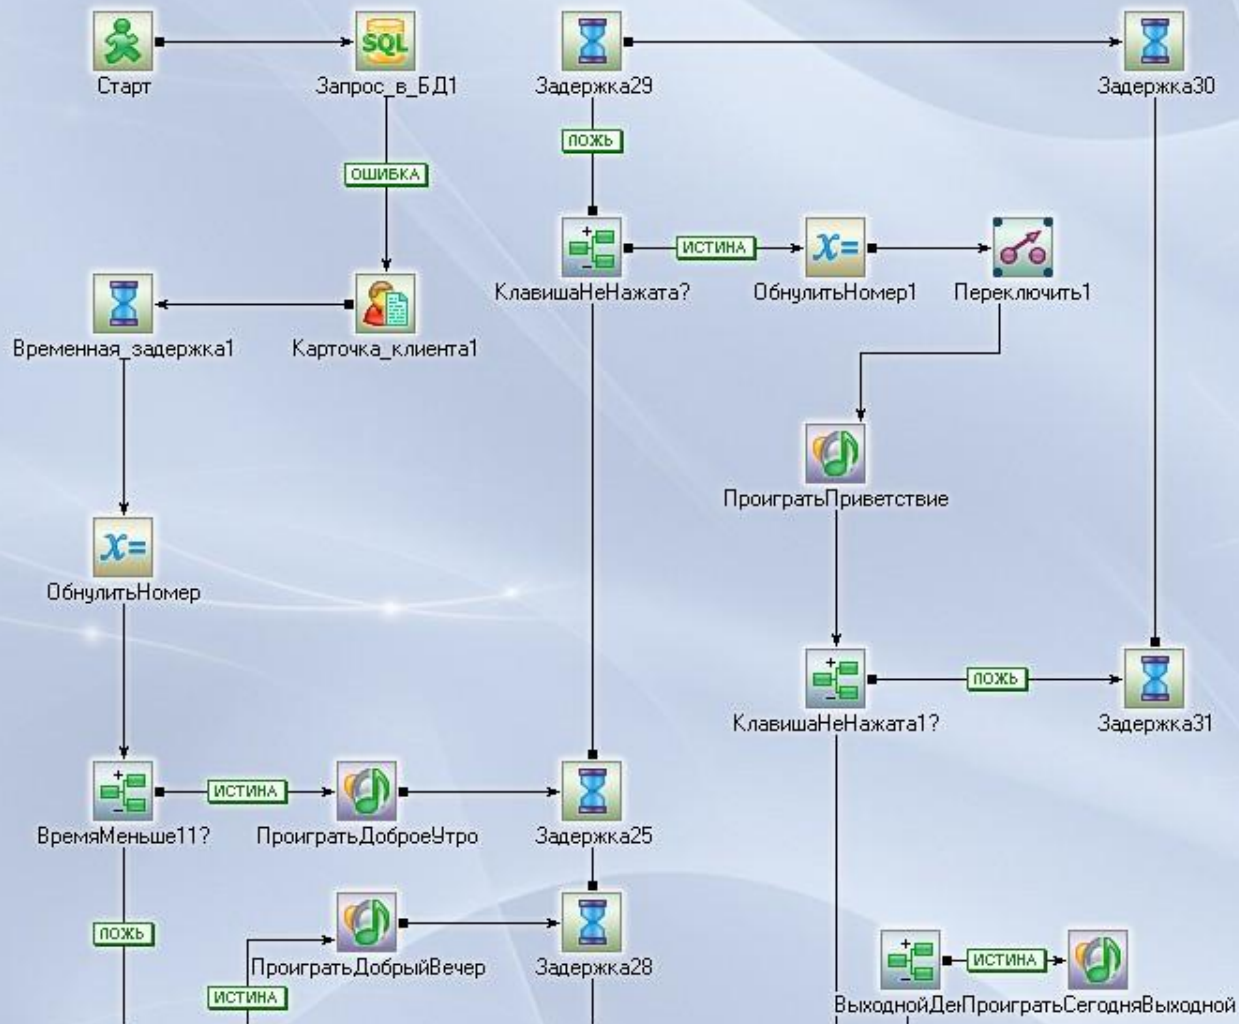 SQL
Старт
Запрос_в_БД1
Задержка29
Задержка30
ЛОЖЬ
ОШИБКА
ИСТИНА
X=
КлавишаНеНажата?
ОбнулитьНомер1
Переключить1
Временная_задержка1
Карточка_клиента1
ПроигратьПриветствие
X=
ОбнулитьНомер
ЛОЖЬ
КлавишаНеНажата1?
Задержка31
ИСТИНА
ВремяМеньше11?
ПроигратьДоброеУтро
Задержка25
ЛОЖЬ
ПроигратьДобрыйВечер
Задержка28
ИСТИНА
ИСТИНА
ПроигратьСегодняВыходной